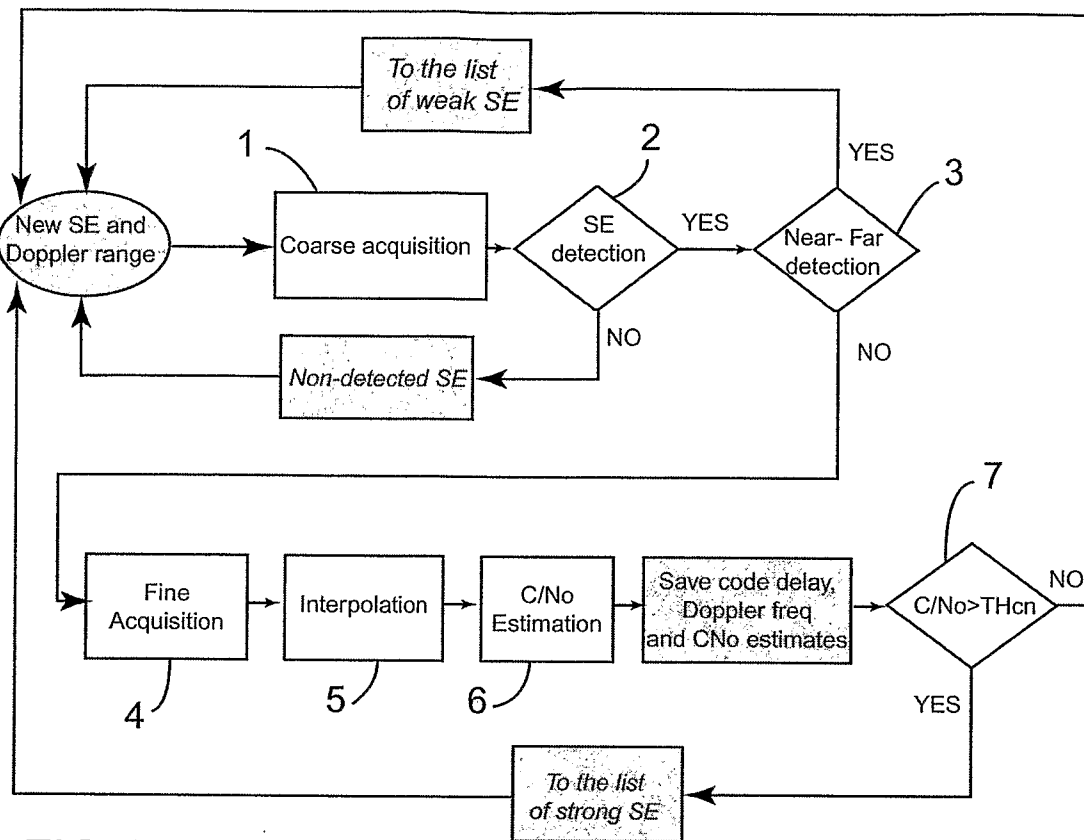 To the list
of weak SE
1
2
YES
3
New SE and
Doppler range
Coarse acquisition
SE
detection
YES
Near- Far
detection
NO
NO
Non-detected SE
7
Fine
Acquisition
Interpolation
C/No
Estimation
Save code delay,
Doppler freq
and CNo estimates
C/No>THcn
NO
4
5
6
YES
To the list
of strong SE